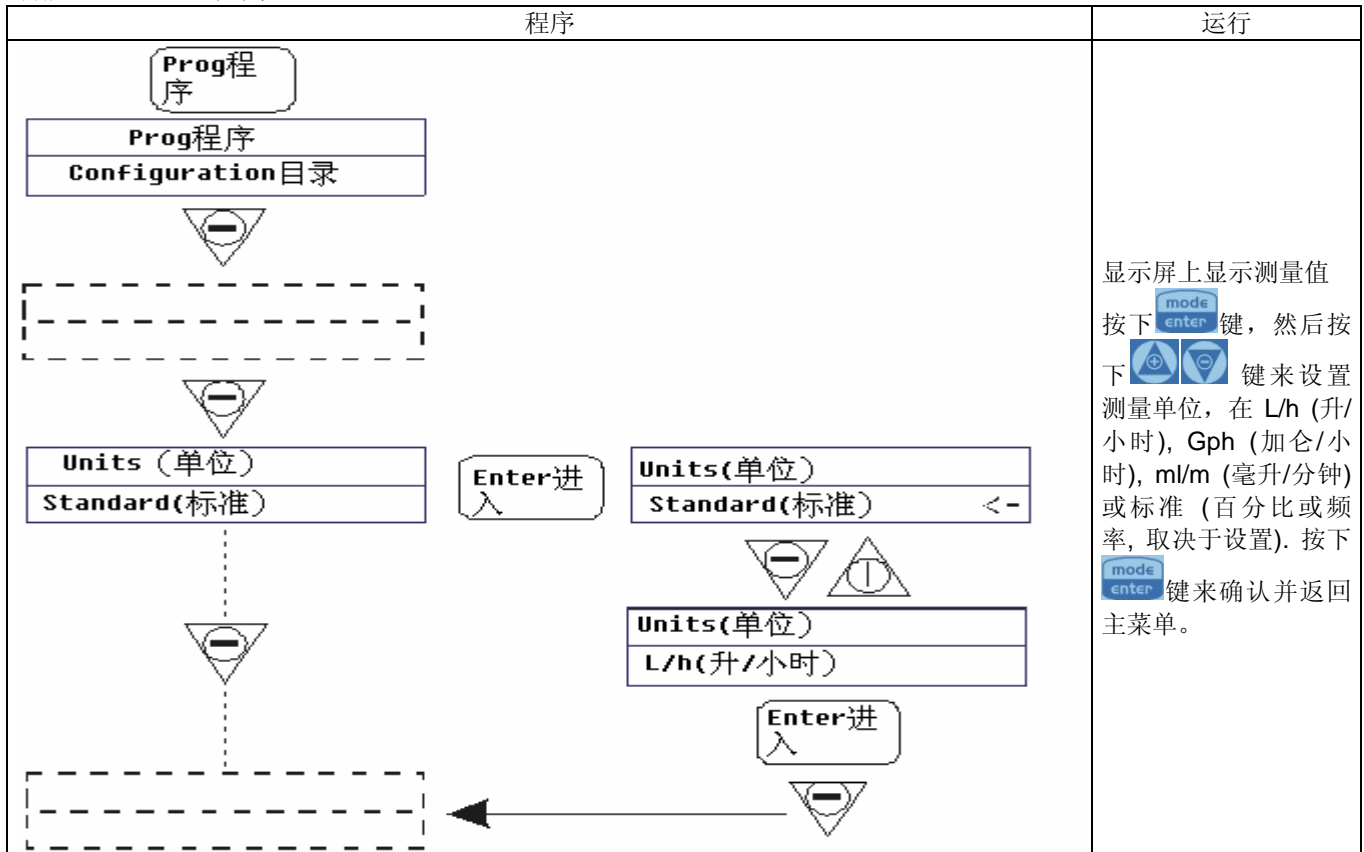 程序
运行
Prog程
序
Prog程序
Configuration目录
Units（单位）
Standard(标准）
Enter进
入
Units(单位）
Standard(标准） <-
Units(单位）
L/h(升/小时）
Enter进
入
显示屏上显示测量值
按下 mode enter 键，然后按
下 键来设置
测量单位，在 L/h (升/
小时), Gph (加仑/小
时), ml/m (毫升/分钟)
或标准 (百分比或频
率, 取决于设置). 按下
mode enter 键来确认并返回
主菜单。